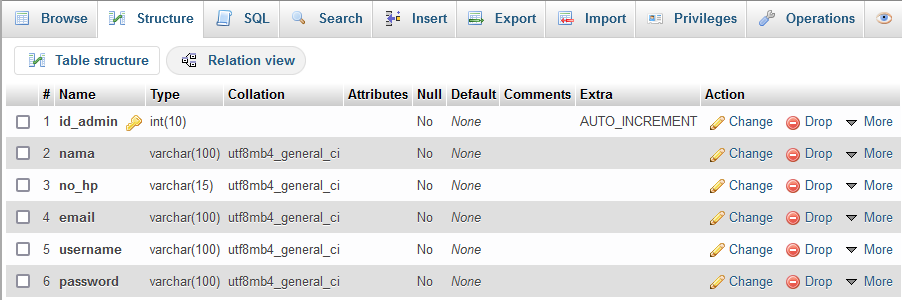 Browse Structure SQL Search Insert Export Import Privileges Operations
Table structure Relation view
# Name Type Collation Attributes Null Default Comments Extra Action
1 id_admin int(10) No None AUTO_INCREMENT Change Drop More
2 nama varchar(100) utf8mb4_general_ci No None Change Drop More
3 no_hp varchar(15) utf8mb4_general_ci No None Change Drop More
4 email varchar(100) utf8mb4_general_ci No None Change Drop More
5 username varchar(100) utf8mb4_general_ci No None Change Drop More
6 password varchar(100) utf8mb4_general_ci No None Change Drop More